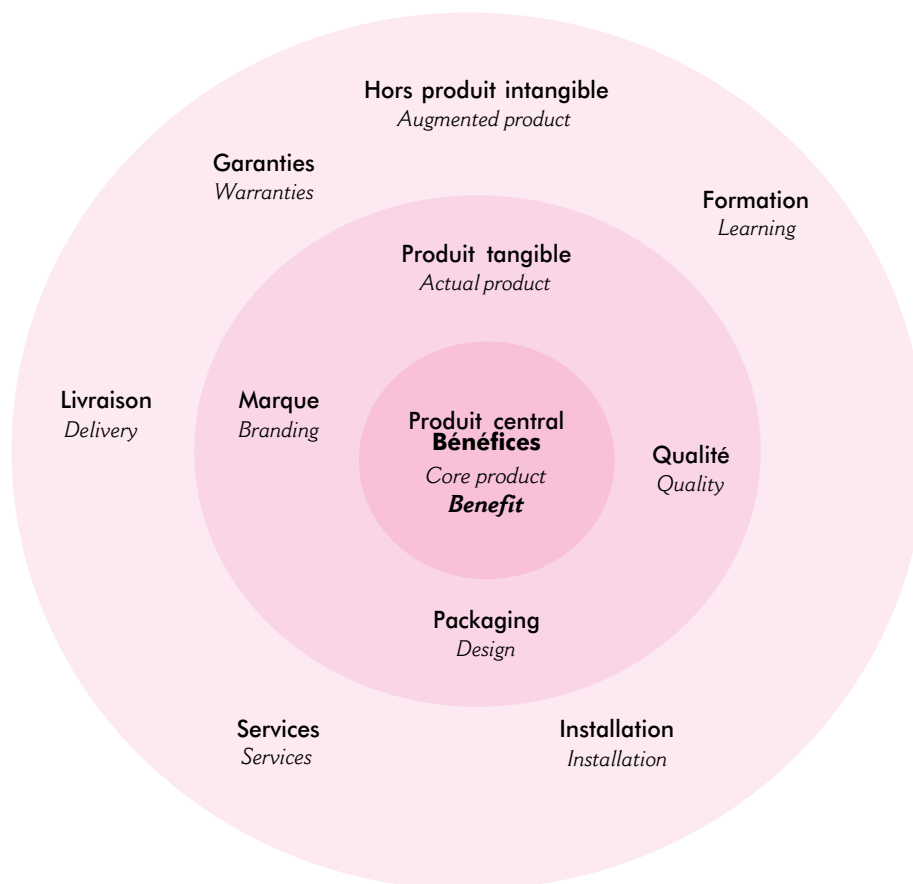 Hors produit intangible
Augmented product
Garanties
Warranties
Formation
Learning
Produit tangible
Actual product
Livraison
Delivery
Marque
Branding
Produit central
Bénéfices
Core product
Benefit
Qualité
Quality
Packaging
Design
Services
Services
Installation
Installation